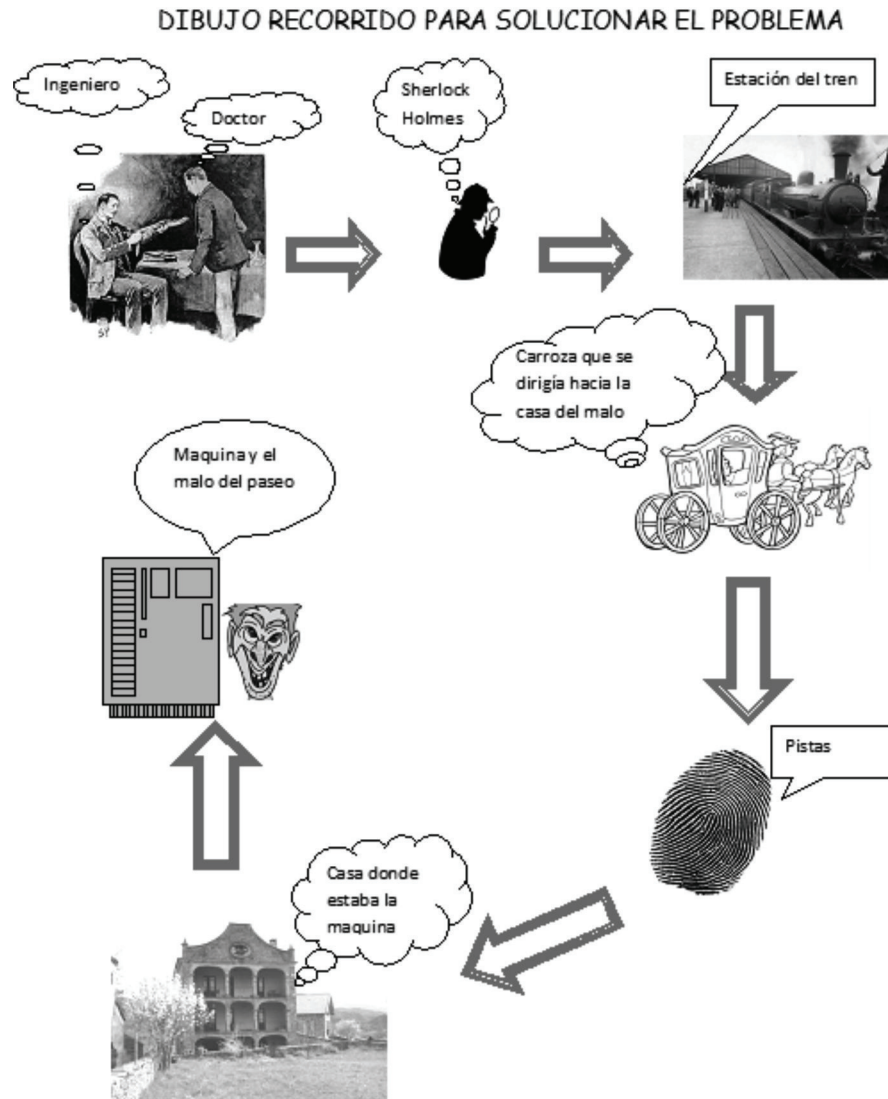 DIBUJO RECORRIDO PARA SOLUCIONAR EL PROBLEMA
Ingeniero
Doctor
Sherlock
Holmes
Estación del tren
Carroza que se
dirigía hacia la
casa del malo
Pistas
Casa donde
estaba la
maquina
Maquina y el
malo del paseo